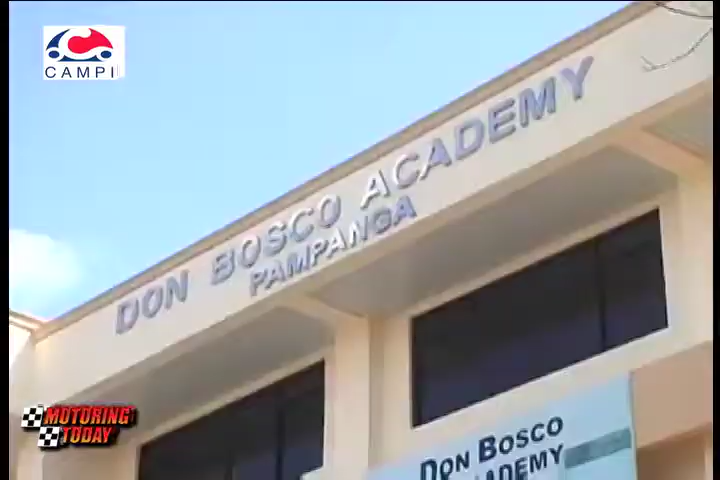 CAMPI
DON BOSCO ACADEMY
PAMPANGA
MOTORING
TODAY
DON BOSCO
ACADEMY